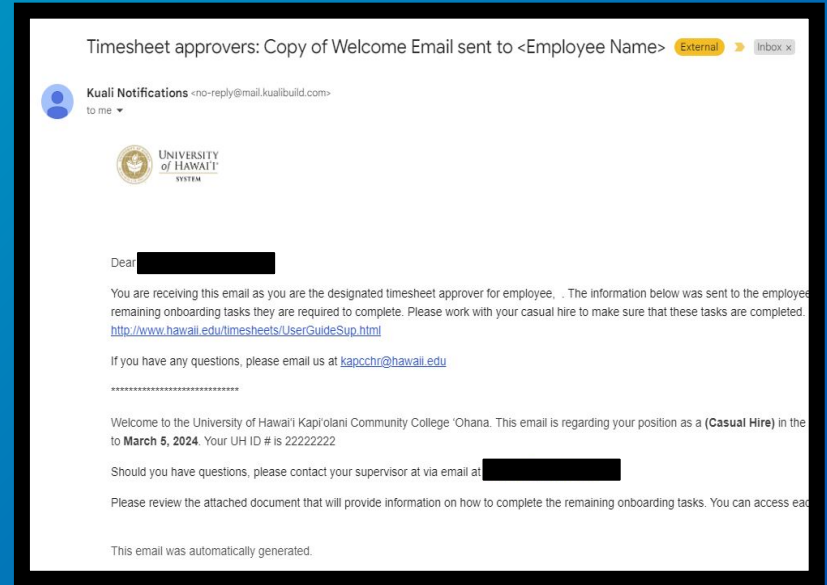 Timesheet approvers: Copy of Welcome Email sent to <Employee Name> External Inbox x
Kuali Notifications <no-reply@mail.kualibuild.com>
to me
UNIVERSITY
of HAWAI'I
SYSTEM
Dear
You are receiving this email as you are the designated timesheet approver for employee, . The information below was sent to the employee
remaining onboarding tasks they are required to complete. Please work with your casual hire to make sure that these tasks are completed.
http://www.hawaii.edu/timesheets/UserGuideSup.html
If you have any questions, please email us at kapcchr@hawaii.edu
*****************************
Welcome to the University of Hawai'i Kapi'olani Community College 'Ohana. This email is regarding your position as a (Casual Hire) in the
to March 5, 2024. Your UH ID # is 22222222
Should you have questions, please contact your supervisor at via email at
Please review the attached document that will provide information on how to complete the remaining onboarding tasks. You can access eac
This email was automatically generated.